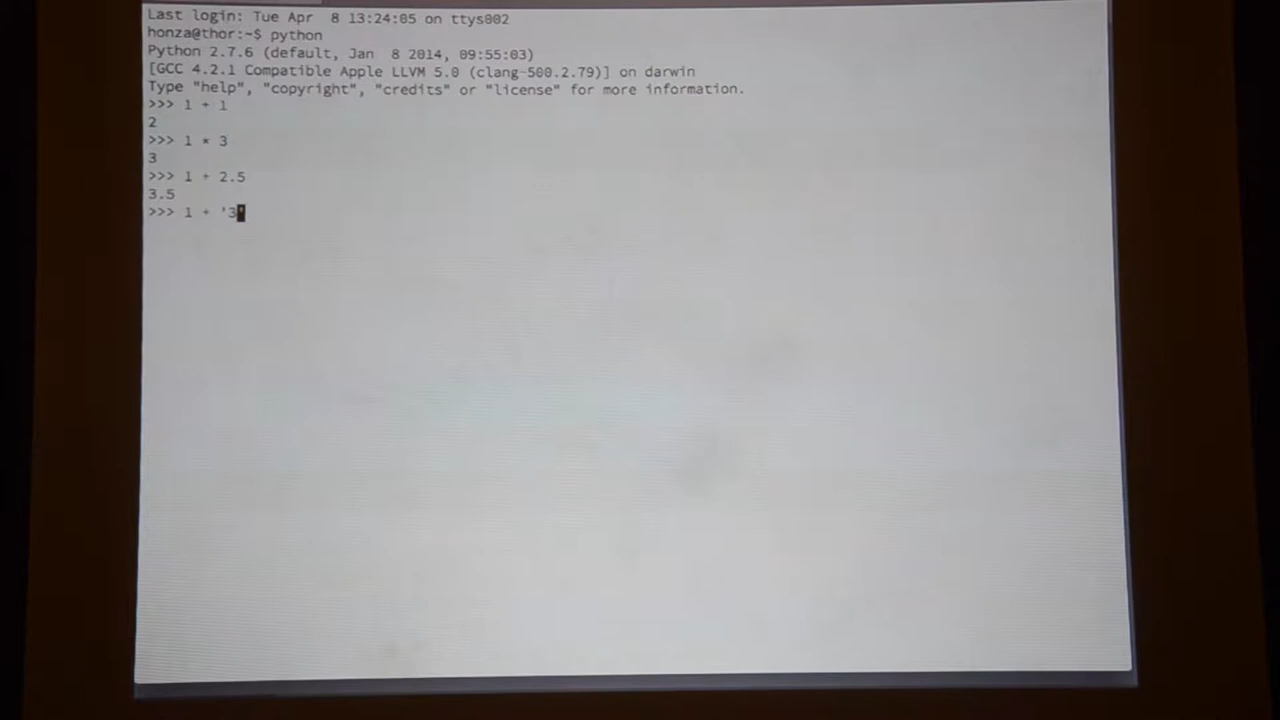 Last login: Tue Apr  8 13:24:05 on ttys002
honza@thor:~$ python
Python 2.7.6 (default, Jan  8 2014, 09:55:03)
[GCC 4.2.1 Compatible Apple LLVM 5.0 (clang-500.2.79)] on darwin
Type "help", "copyright", "credits" or "license" for more information.
>>> 1 + 1
2
>>> 1 * 3
3
>>> 1 + 2.5
3.5
>>> 1 + '3'